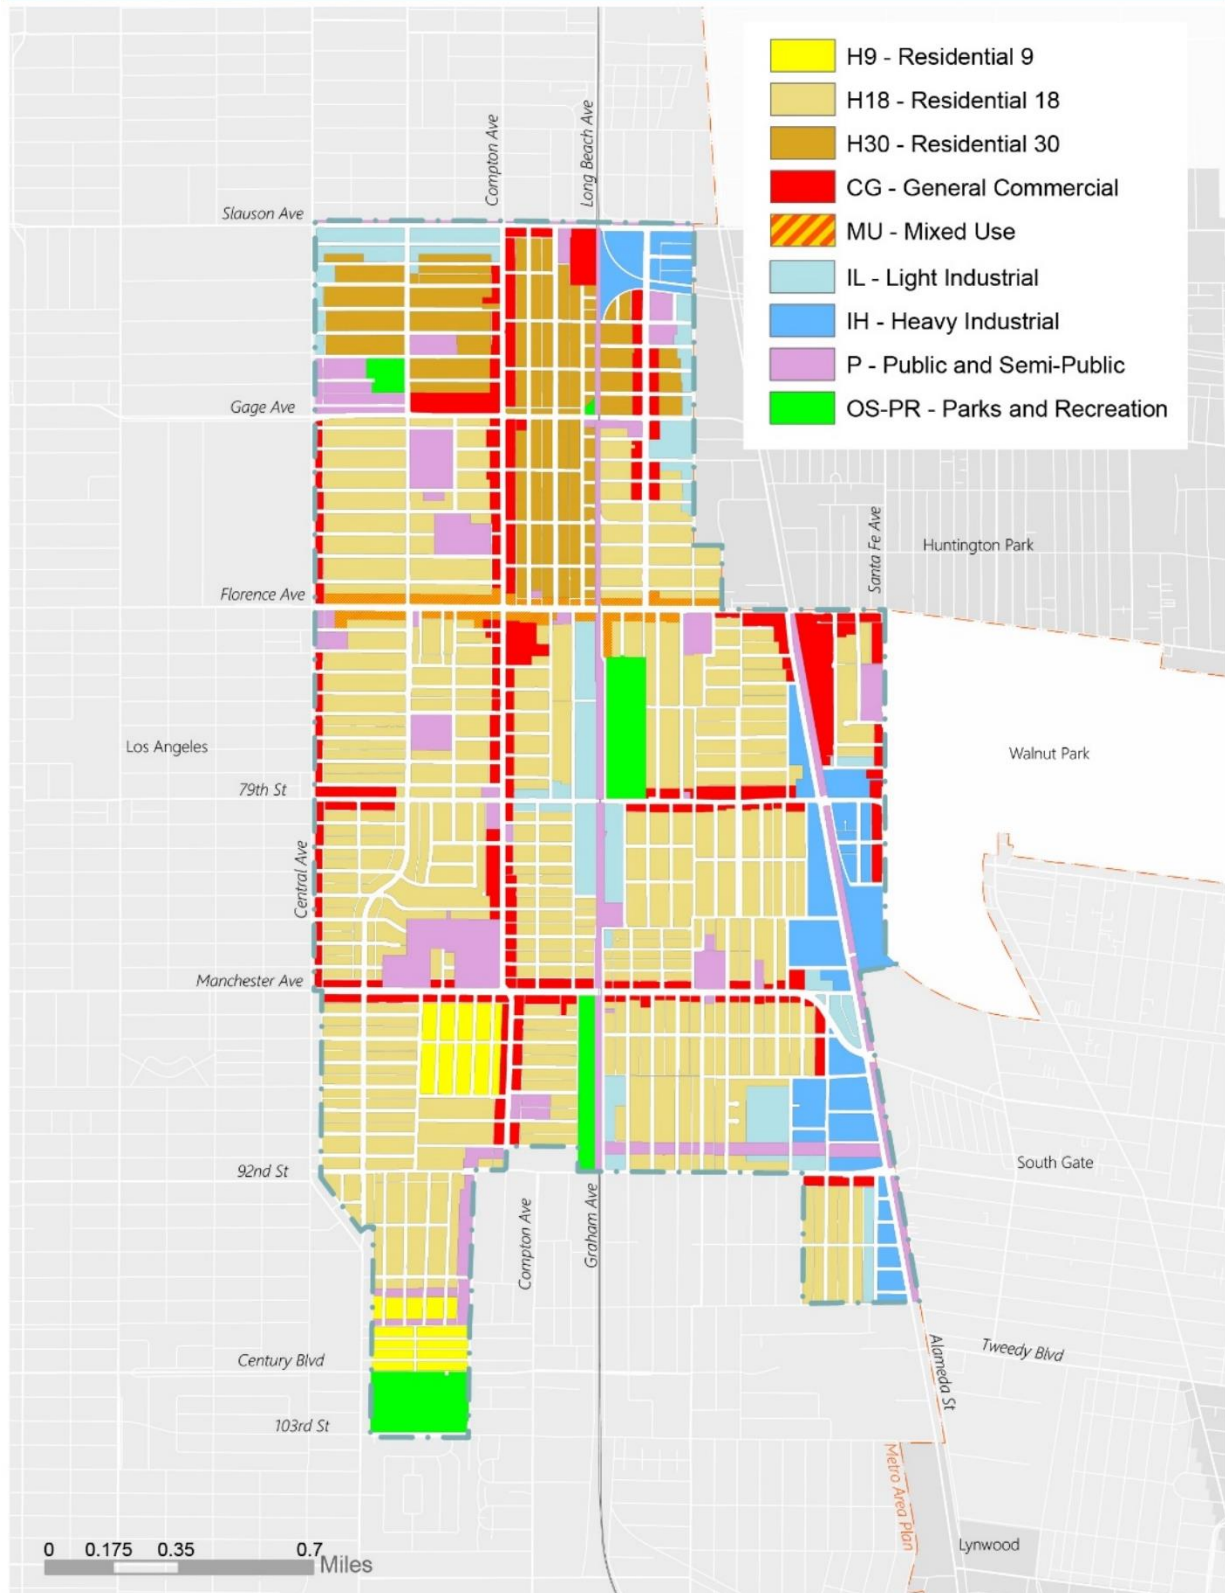 H9 - Residential 9
H18 - Residential 18
H30 - Residential 30
CG - General Commercial
MU - Mixed Use
IL - Light Industrial
IH - Heavy Industrial
P - Public and Semi-Public
OS-PR - Parks and Recreation
Compton Ave
Long Beach Ave
Slauson Ave
Gage Ave
Santa Fe Ave
Huntington Park
Florence Ave
Los Angeles
Walnut Park
79th St
Central Ave
Manchester Ave
92nd St
South Gate
Compton Ave
Graham Ave
Century Blvd
Alameda St
Tweedy Blvd
103rd St
Metro Area Plan
Lynwood
0 0.175 0.35 0.7
Miles